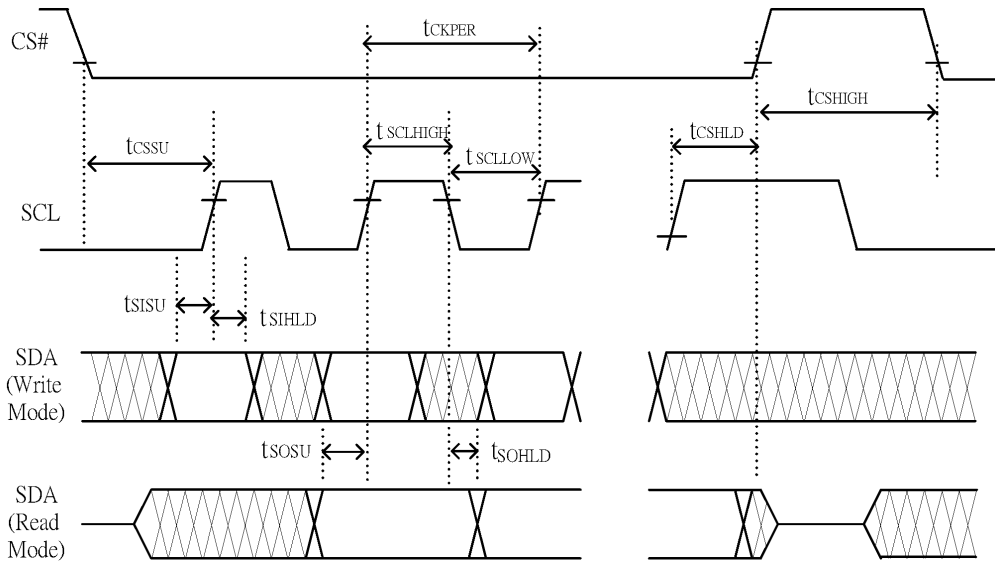 CS#
tCKPER
tCSHIGH
tCSSU
tSCLHIGH
tSCLLOW
tCSHLD
SCL
tSISU
tSIHLD
SDA
(Write
Mode)
tSOSU
tSOHLD
SDA
(Read
Mode)